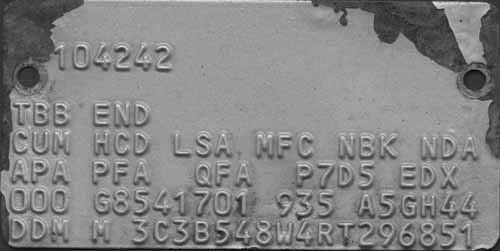 104242
TBB END
CUM HCD LSA MFC NBK NDA
APA PFA QFA P7D5 EDX
000 G8541701 935 A5GH44
DDM M 3C3B548W4RT296851